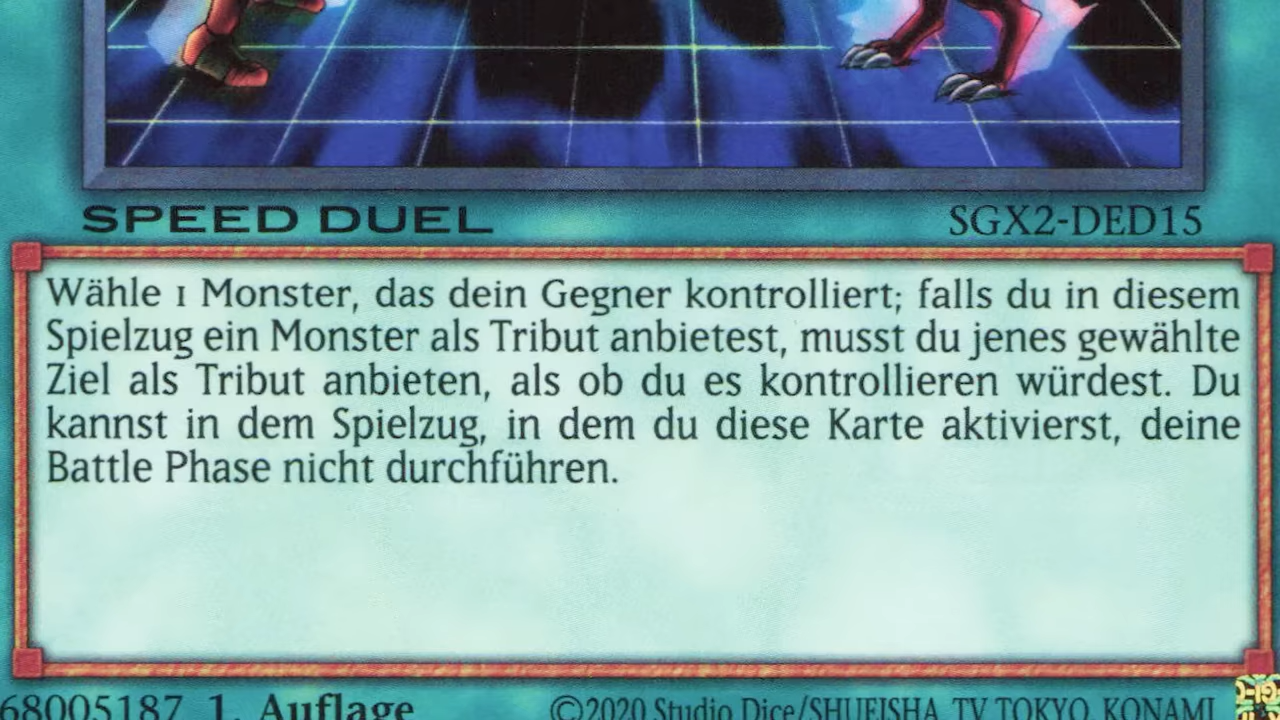 SPEED DUEL
SGX2-DED15
Wähle 1 Monster, das dein Gegner kontrolliert; falls du in diesem
Spielzug ein Monster als Tribut anbietest, musst du jenes gewählte
Ziel als Tribut anbieten, als ob du es kontrollieren würdest. Du
kannst in dem Spielzug, in dem du diese Karte aktivierst, deine
Battle Phase nicht durchführen.
68005187 1. Auflage
©2020 Studio Dice/SHUEISHA, TV TOKYO, KONAMI